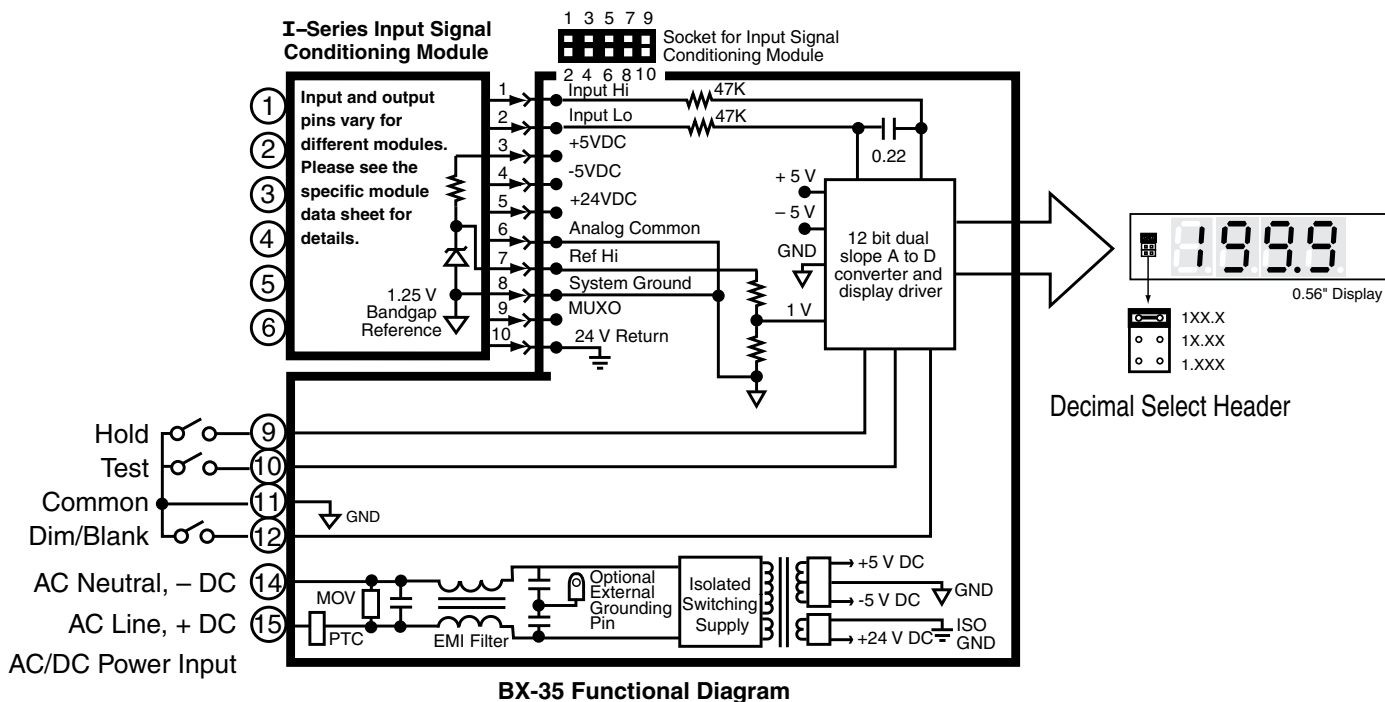 I-Series Input Signal
Conditioning Module
1 3 5 7 9
Socket for Input Signal
Conditioning Module
2 4 6 8 10
1
2
3
4
5
6
Input and output
pins vary for
different modules.
Please see the
specific module
data sheet for
details.
1.25 V
Bandgap
Reference
1
2
3
4
5
6
7
8
9
10
Input Hi
47K
Input Lo
47K
+5VDC
-5VDC
+24VDC
Analog Common
Ref Hi
System Ground
MUXO
24 V Return
0.22
+ 5 V
– 5 V
GND
1 V
12 bit dual
slope A to D
converter and
display driver
199.9
0.56" Display
1XX.X
1X.XX
1.XXX
Decimal Select Header
Hold
9
Test
10
Common
11
GND
Dim/Blank
12
AC Neutral, – DC
14
AC Line, + DC
15
AC/DC Power Input
MOV
PTC
EMI Filter
Optional
External
Grounding
Pin
Isolated
Switching
Supply
+5 V DC
GND
-5 V DC
ISO
GND
+24 V DC
BX-35 Functional Diagram